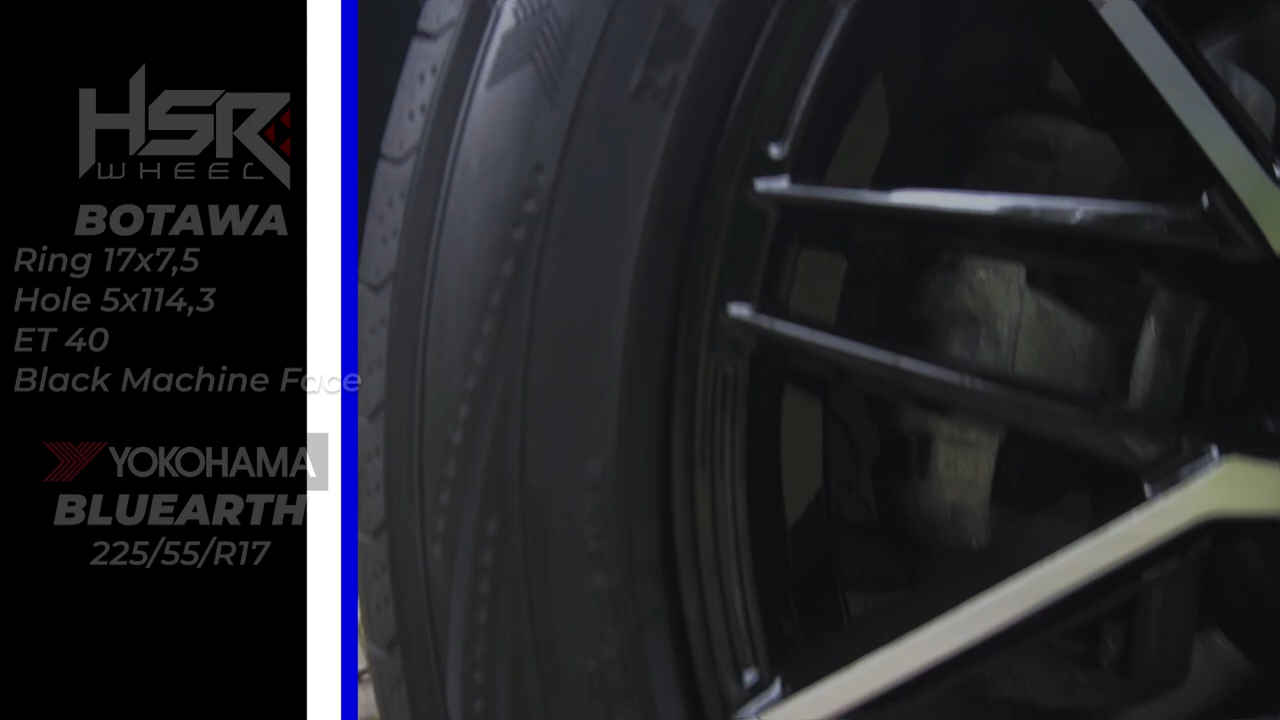 HSR
WHEEL
BOTAWA
Ring 17x7,5
Hole 5x114,3
ET 40
Black Machine Face
YOKOHAMA
BLUEARTH
225/55/R17